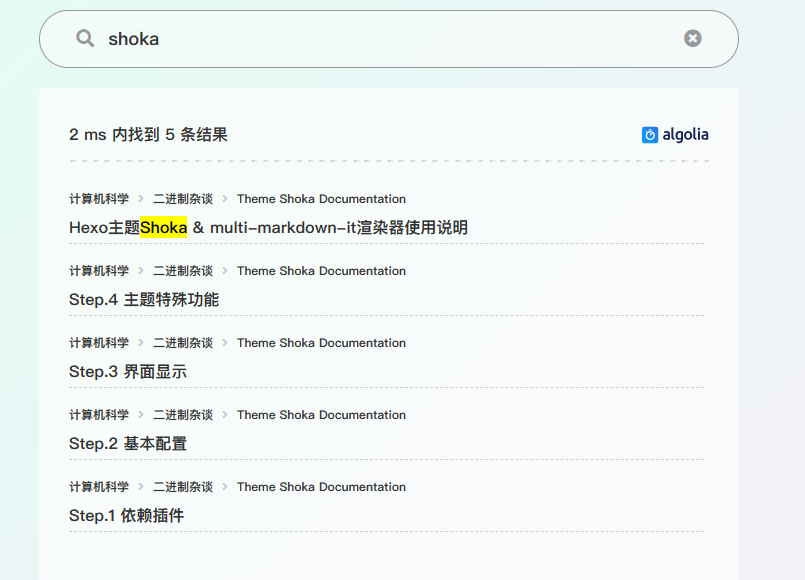 shoka
2 ms 内找到 5 条结果 algolia
计算机科学 > 二进制杂谈 > Theme Shoka Documentation
Hexo主题Shoka & multi-markdown-it渲染器使用说明
计算机科学 > 二进制杂谈 > Theme Shoka Documentation
Step.4 主题特殊功能
计算机科学 > 二进制杂谈 > Theme Shoka Documentation
Step.3 界面显示
计算机科学 > 二进制杂谈 > Theme Shoka Documentation
Step.2 基本配置
计算机科学 > 二进制杂谈 > Theme Shoka Documentation
Step.1 依赖插件